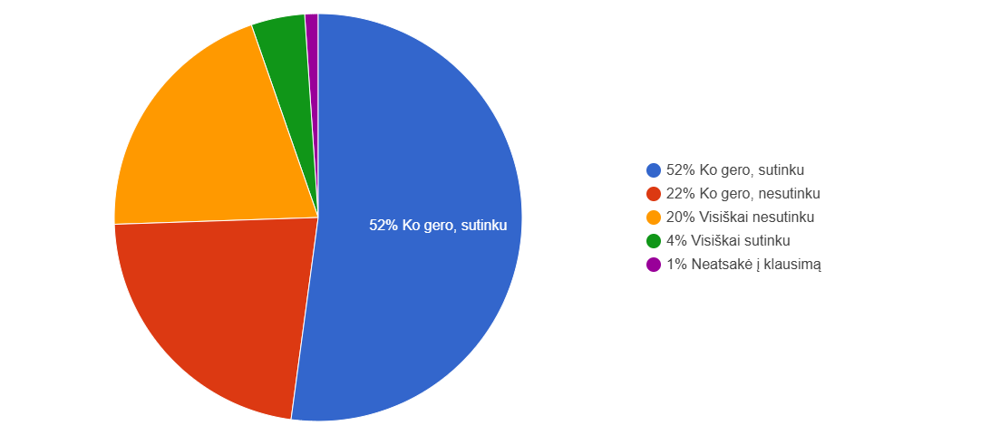 52% Ko gero, sutinku
52% Ko gero, sutinku
22% Ko gero, nesutinku
20% Visiškai nesutinku
4% Visiškai sutinku
1% Neatsakė į klausimą